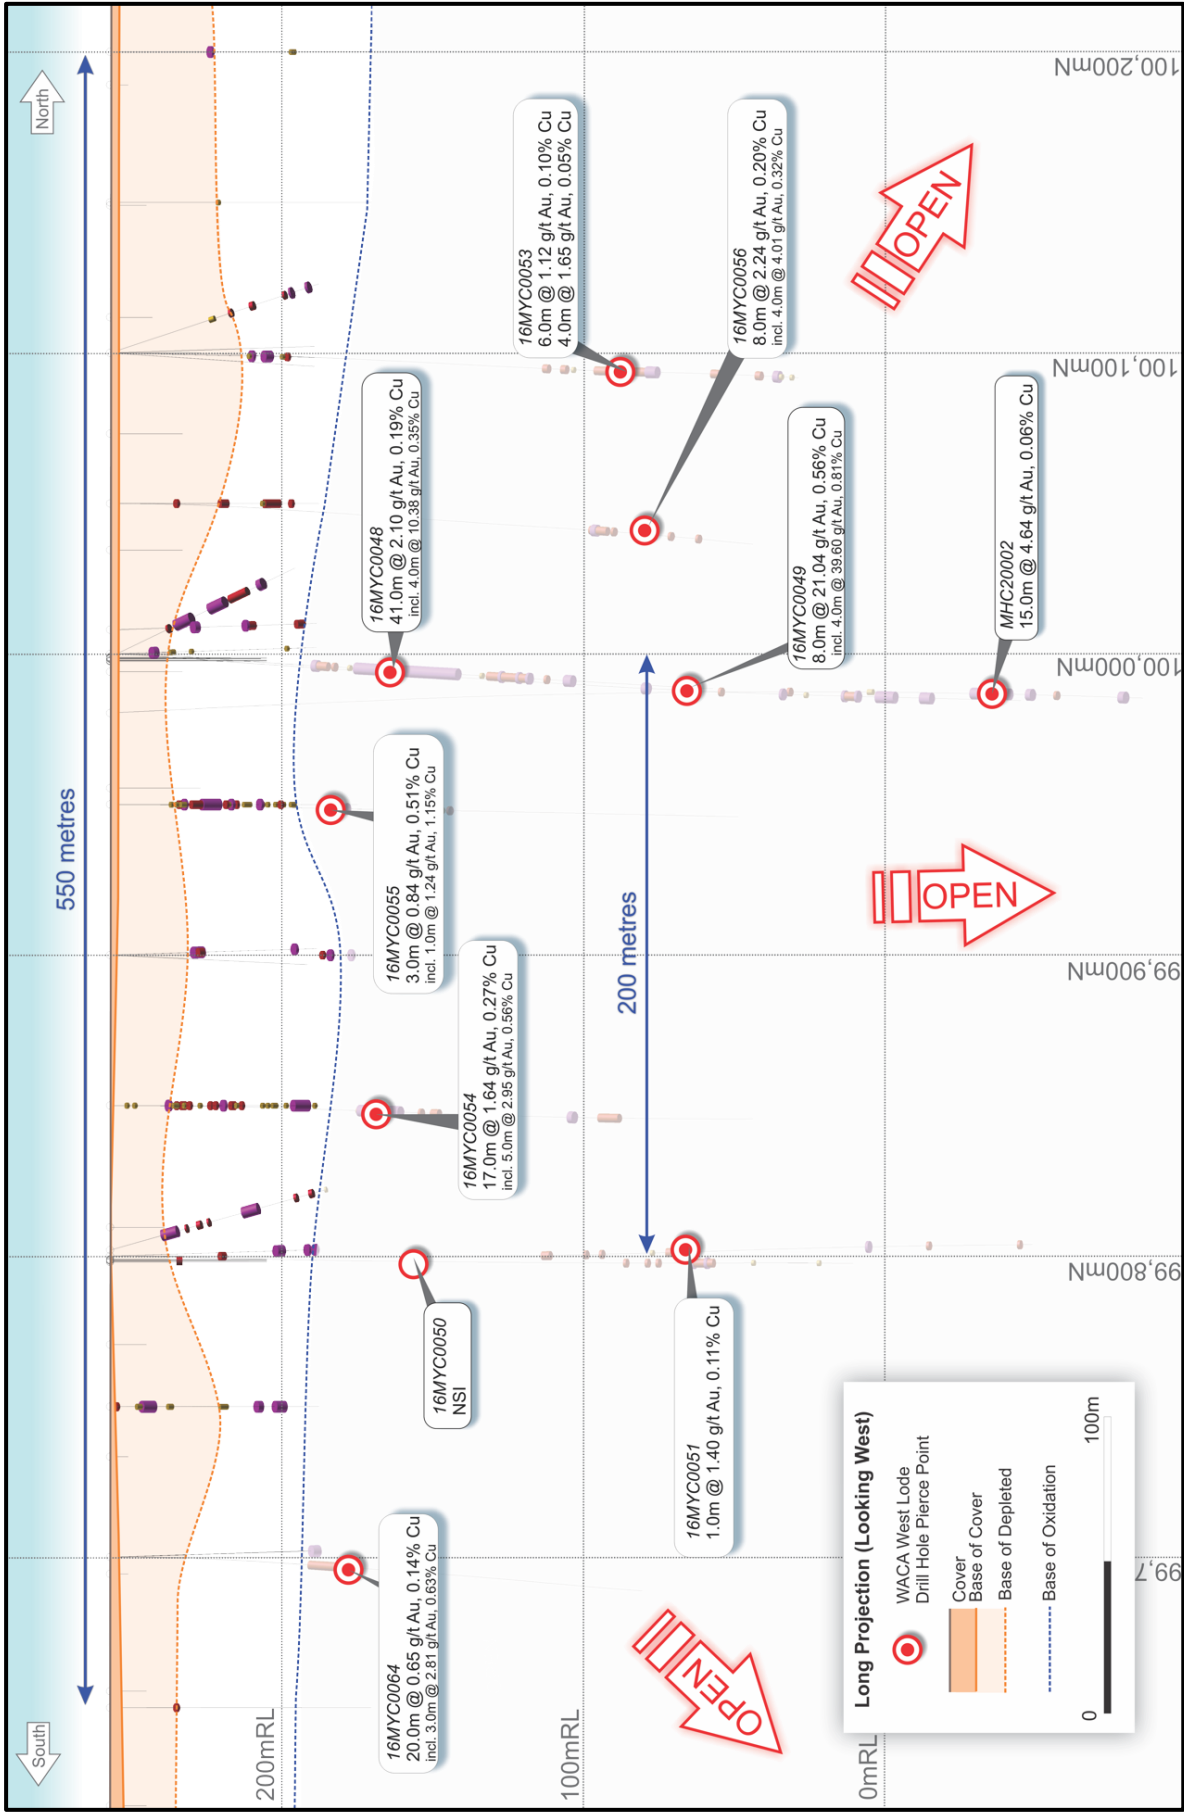 South
North
550 metres
200mRL
100mRL
0mRL
16MYC0064
20.0m @ 0.65 g/t Au, 0.14% Cu
incl. 3.0m @ 2.81 g/t Au, 0.63% Cu
16MYC0050
NSI
16MYC0054
17.0m @ 1.64 g/t Au, 0.27% Cu
incl. 5.0m @ 2.95 g/t Au, 0.56% Cu
16MYC0055
3.0m @ 0.84 g/t Au, 0.51% Cu
incl. 1.0m @ 1.24 g/t Au, 1.15% Cu
16MYC0048
41.0m @ 2.10 g/t Au, 0.19% Cu
incl. 4.0m @ 10.38 g/t Au, 0.35% Cu
16MYC0053
6.0m @ 1.12 g/t Au, 0.10% Cu
4.0m @ 1.65 g/t Au, 0.05% Cu
16MYC0056
8.0m @ 2.24 g/t Au, 0.20% Cu
incl. 4.0m @ 4.01 g/t Au, 0.32% Cu
200 metres
16MYC0051
1.0m @ 1.40 g/t Au, 0.11% Cu
16MYC0049
8.0m @ 21.04 g/t Au, 0.56% Cu
incl. 4.0m @ 39.60 g/t Au, 0.81% Cu
MHC20002
15.0m @ 4.64 g/t Au, 0.06% Cu
OPEN
OPEN
OPEN
Long Projection (Looking West)
WACA West Lode
Drill Hole Pierce Point
Cover
Base of Cover
Base of Depleted
Base of Oxidation
0
100m
99,7
99,800mN
99,900mN
100,000mN
100,100mN
100,200mN